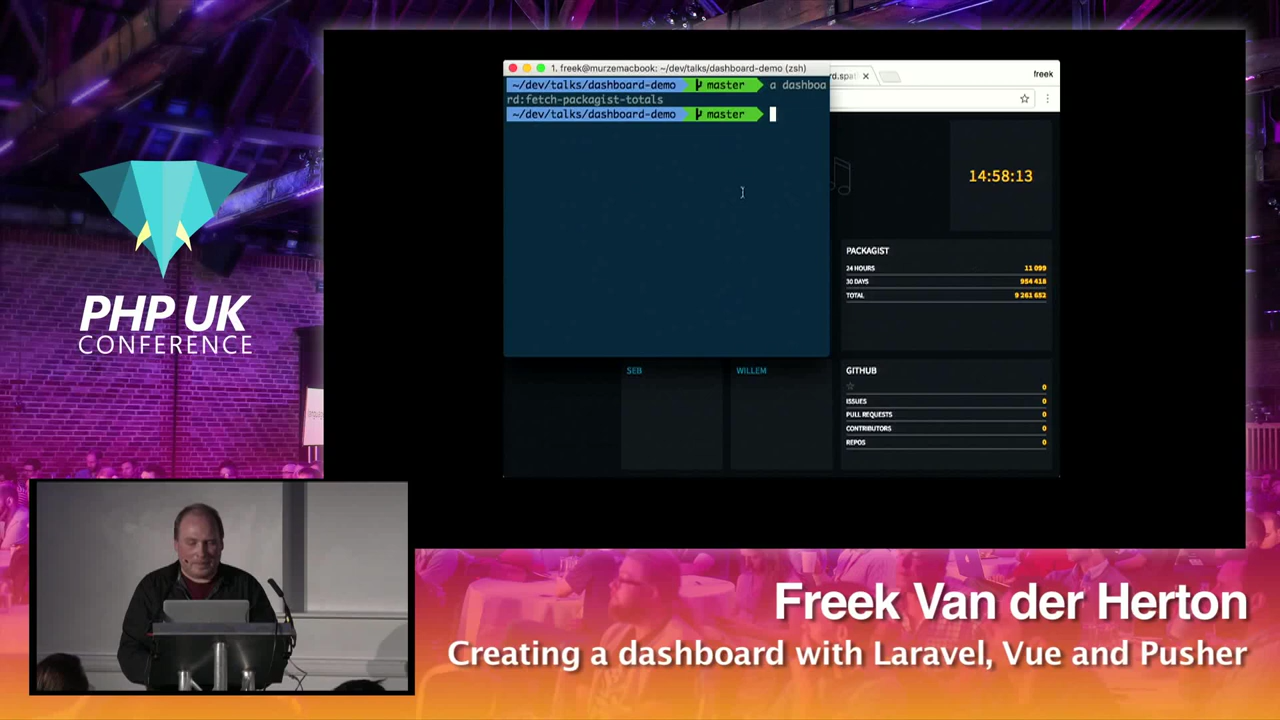 1. freek@murzemacbook: ~/dev/talks/dashboard-demo (zsh)
~/dev/talks/dashboard-demo master a dashboa
rd:fetch-packagist-totals
~/dev/talks/dashboard-demo master
rd.spati
freek
14:58:13
PACKAGIST
24 HOURS 11 099
30 DAYS 954 418
TOTAL 9 261 652
SEB
WILLEM
GITHUB
0
ISSUES 0
PULL REQUESTS 0
CONTRIBUTORS 0
REPOS 0
PHP UK
CONFERENCE
Freek Van der Herton
Creating a dashboard with Laravel, Vue and Pusher